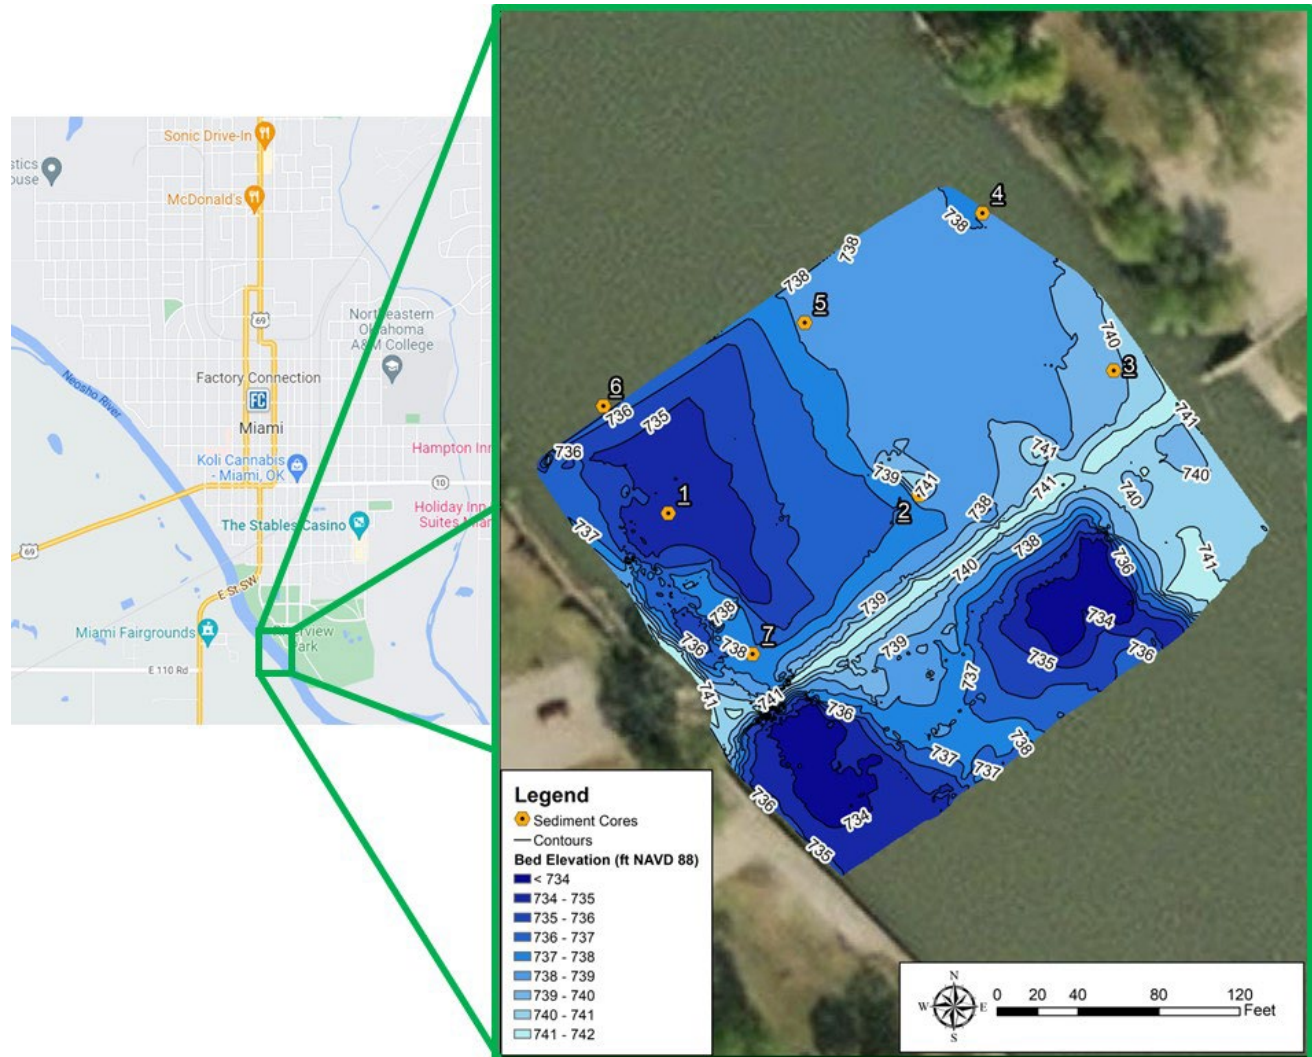 Sonic Drive-In
stics
ouse
McDonald's
69
Northeastern
Oklahoma
A&M College
Neosho River
Factory Connection
FC
Miami
Hampton Inn
Koli Cannabis
- Miami, OK
10
Holiday Inn
Suites Miam
The Stables Casino
69
E St SW
Miami Fairgrounds
Riverview
Park
E 110 Rd
4
738
738
738
5
740
3
6
736
735
741
736
741
740
739
741
1
2
738
740
737
738
736
741
740
738
739
734
7
736
738
739
735
736
737
741
741
736
738
737
737
736
734
735
Legend
Sediment Cores
Contours
Bed Elevation (ft NAVD 88)
< 734
734 - 735
735 - 736
736 - 737
737 - 738
738 - 739
739 - 740
740 - 741
741 - 742
N
W E
S
0 20 40 80 120
Feet